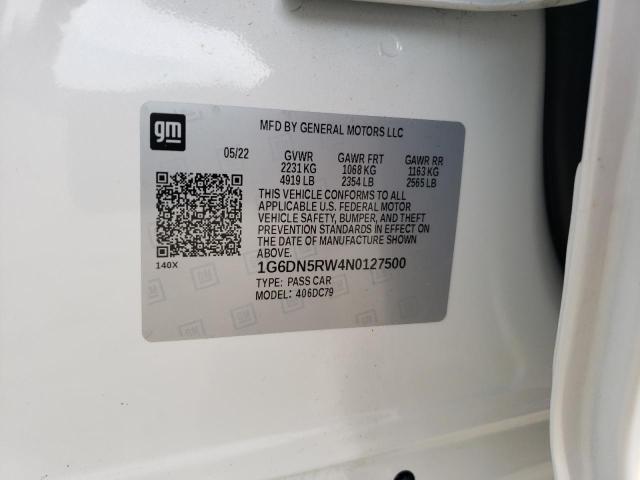 gm
MFD BY GENERAL MOTORS LLC
05/22 GVWR GAWR FRT GAWR RR
2231 KG 1068 KG 1163 KG
4919 LB 2354 LB 2565 LB
THIS VEHICLE CONFORMS TO ALL
APPLICABLE U.S. FEDERAL MOTOR
VEHICLE SAFETY, BUMPER, AND THEFT
PREVENTION STANDARDS IN EFFECT ON
THE DATE OF MANUFACTURE SHOWN
ABOVE.
140X
1G6DN5RW4N0127500
TYPE: PASS CAR
MODEL: 406DC79